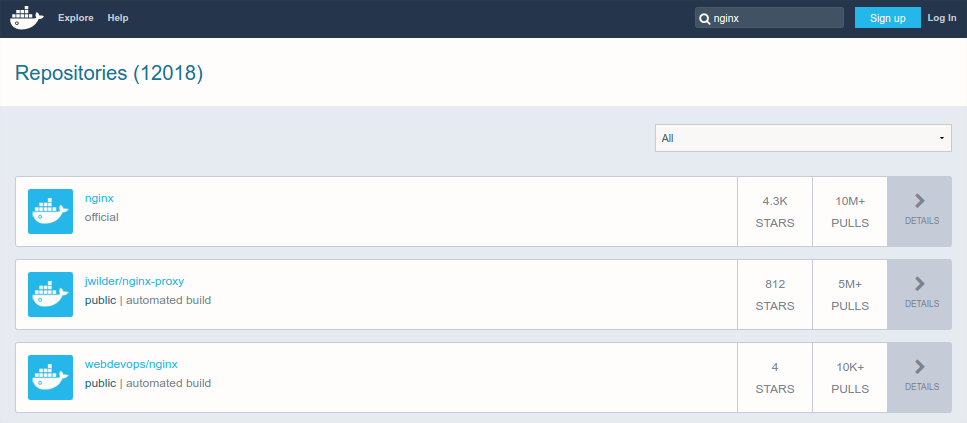 Explore Help nginx Sign up Log In
Repositories (12018)
All
nginx
official
4.3K
STARS
10M+
PULLS
DETAILS
jwilder/nginx-proxy
public | automated build
812
STARS
5M+
PULLS
DETAILS
webdevops/nginx
public | automated build
4
STARS
10K+
PULLS
DETAILS